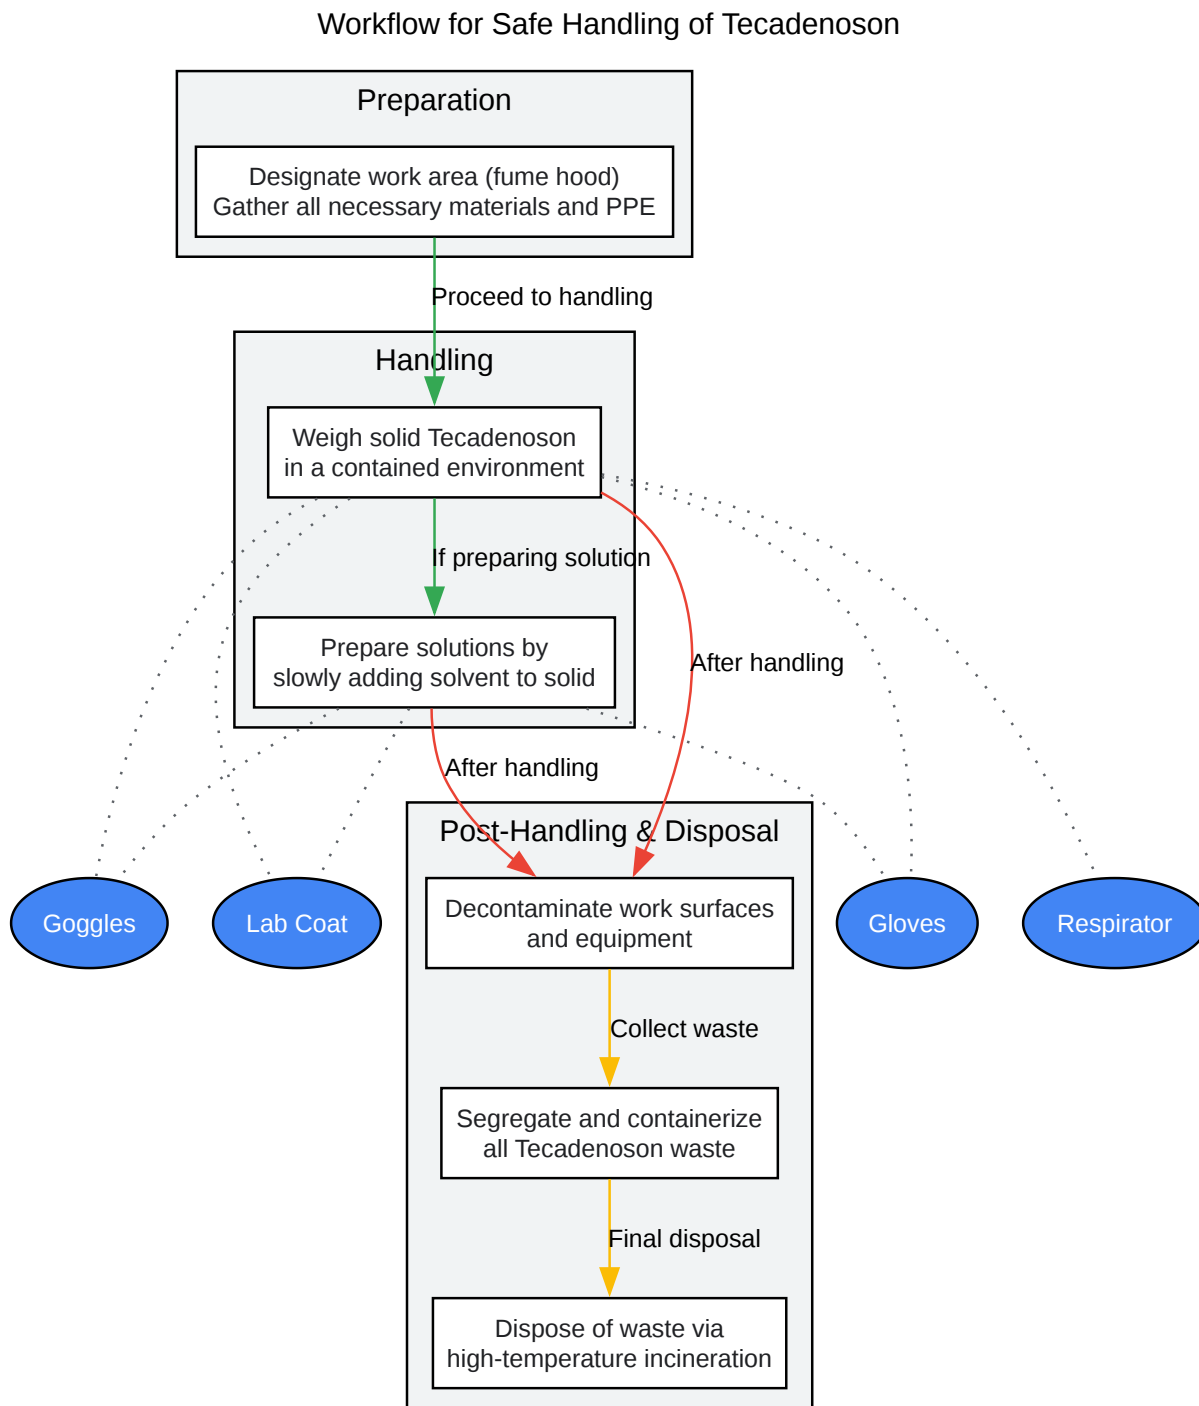 Workflow for Safe Handling of Tecadenoson
Preparation
Designate work area (fume hood)
Gather all necessary materials and PPE
Proceed to handling
Handling
Weigh solid Tecadenoson
in a contained environment
If preparing solution
Prepare solutions by
slowly adding solvent to solid
After handling
After handling
Post-Handling & Disposal
Goggles
Lab Coat
Decontaminate work surfaces
and equipment
Gloves
Respirator
Collect waste
Segregate and containerize
all Tecadenoson waste
Final disposal
Dispose of waste via
high-temperature incineration